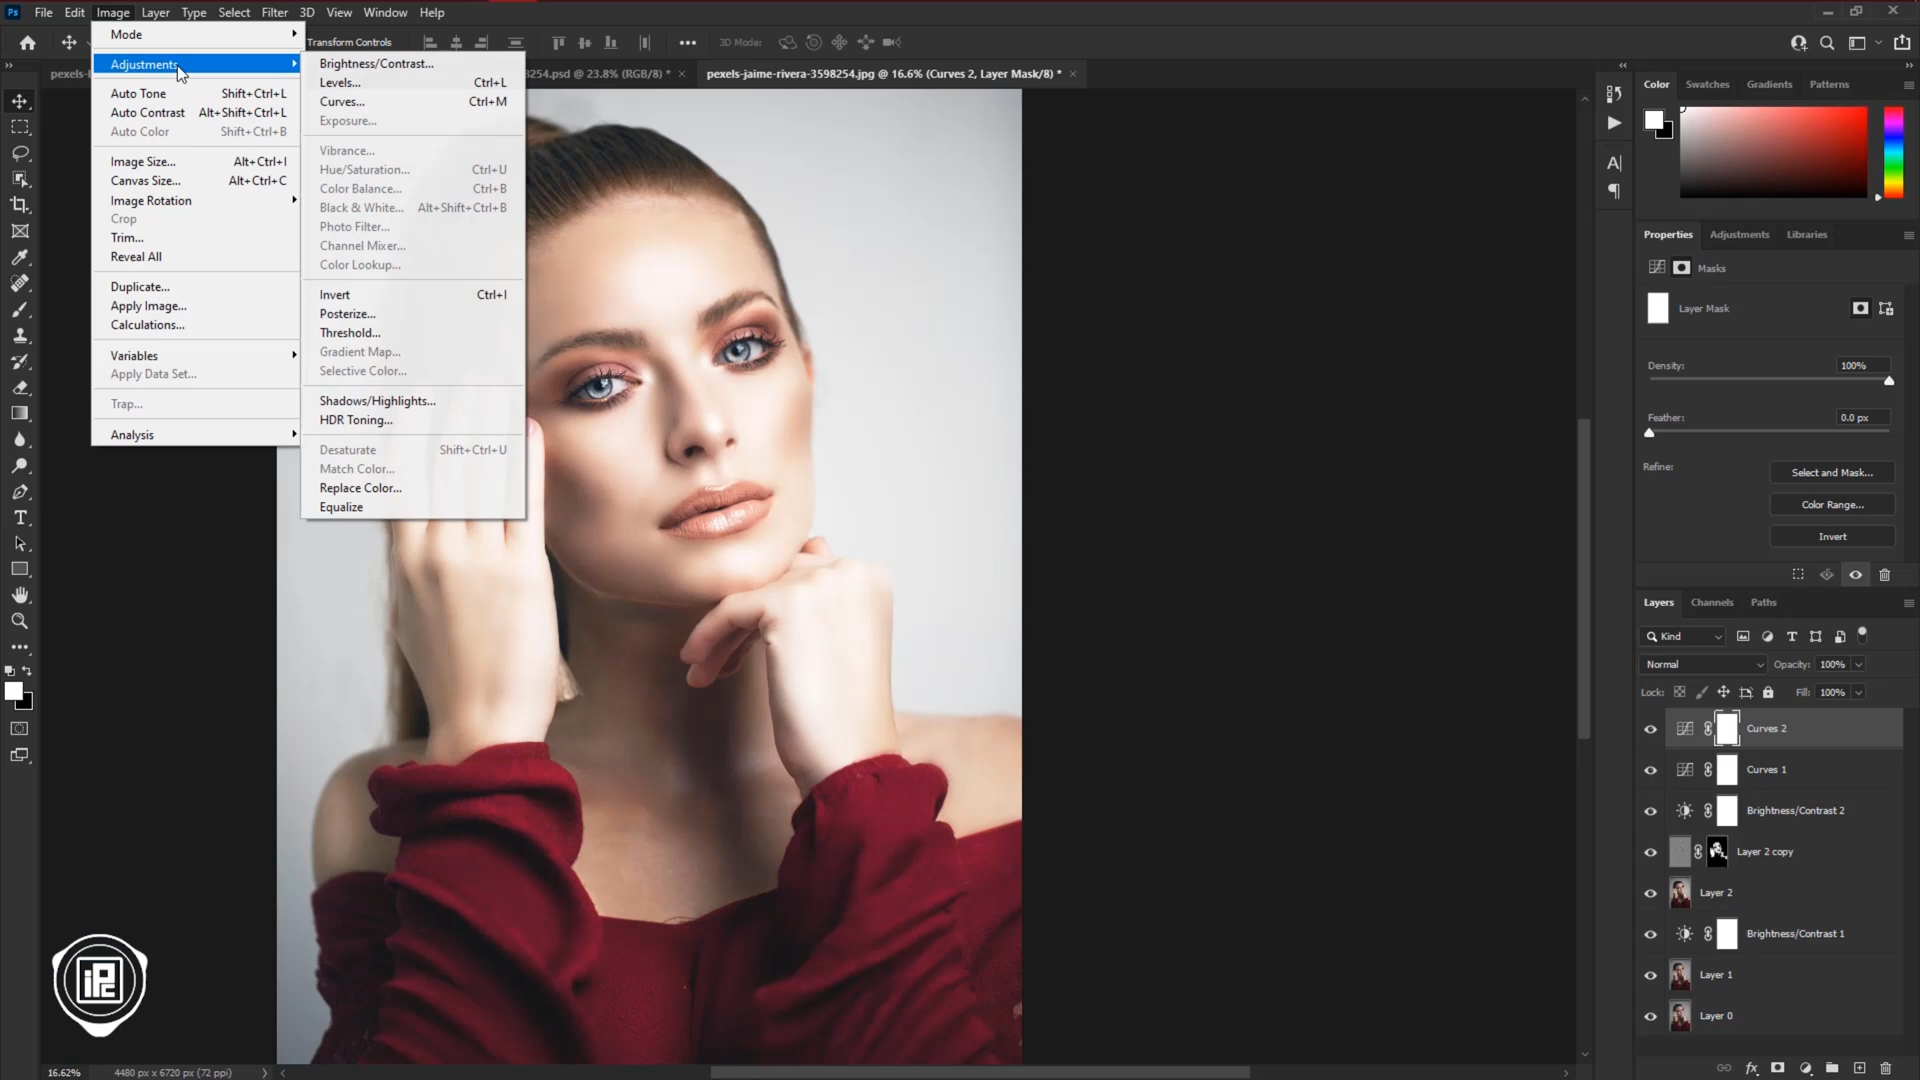 Ps File Edit Image Layer Type Select Filter 3D View Window Help
Transform Controls 3D Mode:
8254.psd @ 23.8% (RGB/8) * × pexels-jaime-rivera-3598254.jpg @ 16.6% (Curves 2, Layer Mask/8) * ×
Mode
Adjustments
Auto Tone Shift+Ctrl+L
Auto Contrast Alt+Shift+Ctrl+L
Auto Color Shift+Ctrl+B
Image Size... Alt+Ctrl+I
Canvas Size... Alt+Ctrl+C
Image Rotation
Crop
Trim...
Reveal All
Duplicate...
Apply Image...
Calculations...
Variables
Apply Data Set...
Trap...
Analysis
Brightness/Contrast...
Levels... Ctrl+L
Curves... Ctrl+M
Exposure...
Vibrance...
Hue/Saturation... Ctrl+U
Color Balance... Ctrl+B
Black & White... Alt+Shift+Ctrl+B
Photo Filter...
Channel Mixer...
Color Lookup...
Invert Ctrl+I
Posterize...
Threshold...
Gradient Map...
Selective Color...
Shadows/Highlights...
HDR Toning...
Desaturate Shift+Ctrl+U
Match Color...
Replace Color...
Equalize
Color Swatches Gradients Patterns
Properties Adjustments Libraries
Masks
Layer Mask
Density: 100%
Feather: 0.0 px
Refine: Select and Mask...
Color Range...
Invert
Layers Channels Paths
Kind
Normal Opacity: 100%
Lock: Fill: 100%
Curves 2
Curves 1
Brightness/Contrast 2
Layer 2 copy
Layer 2
Brightness/Contrast 1
Layer 1
Layer 0
16.62% 4480 px x 6720 px (72 ppi)